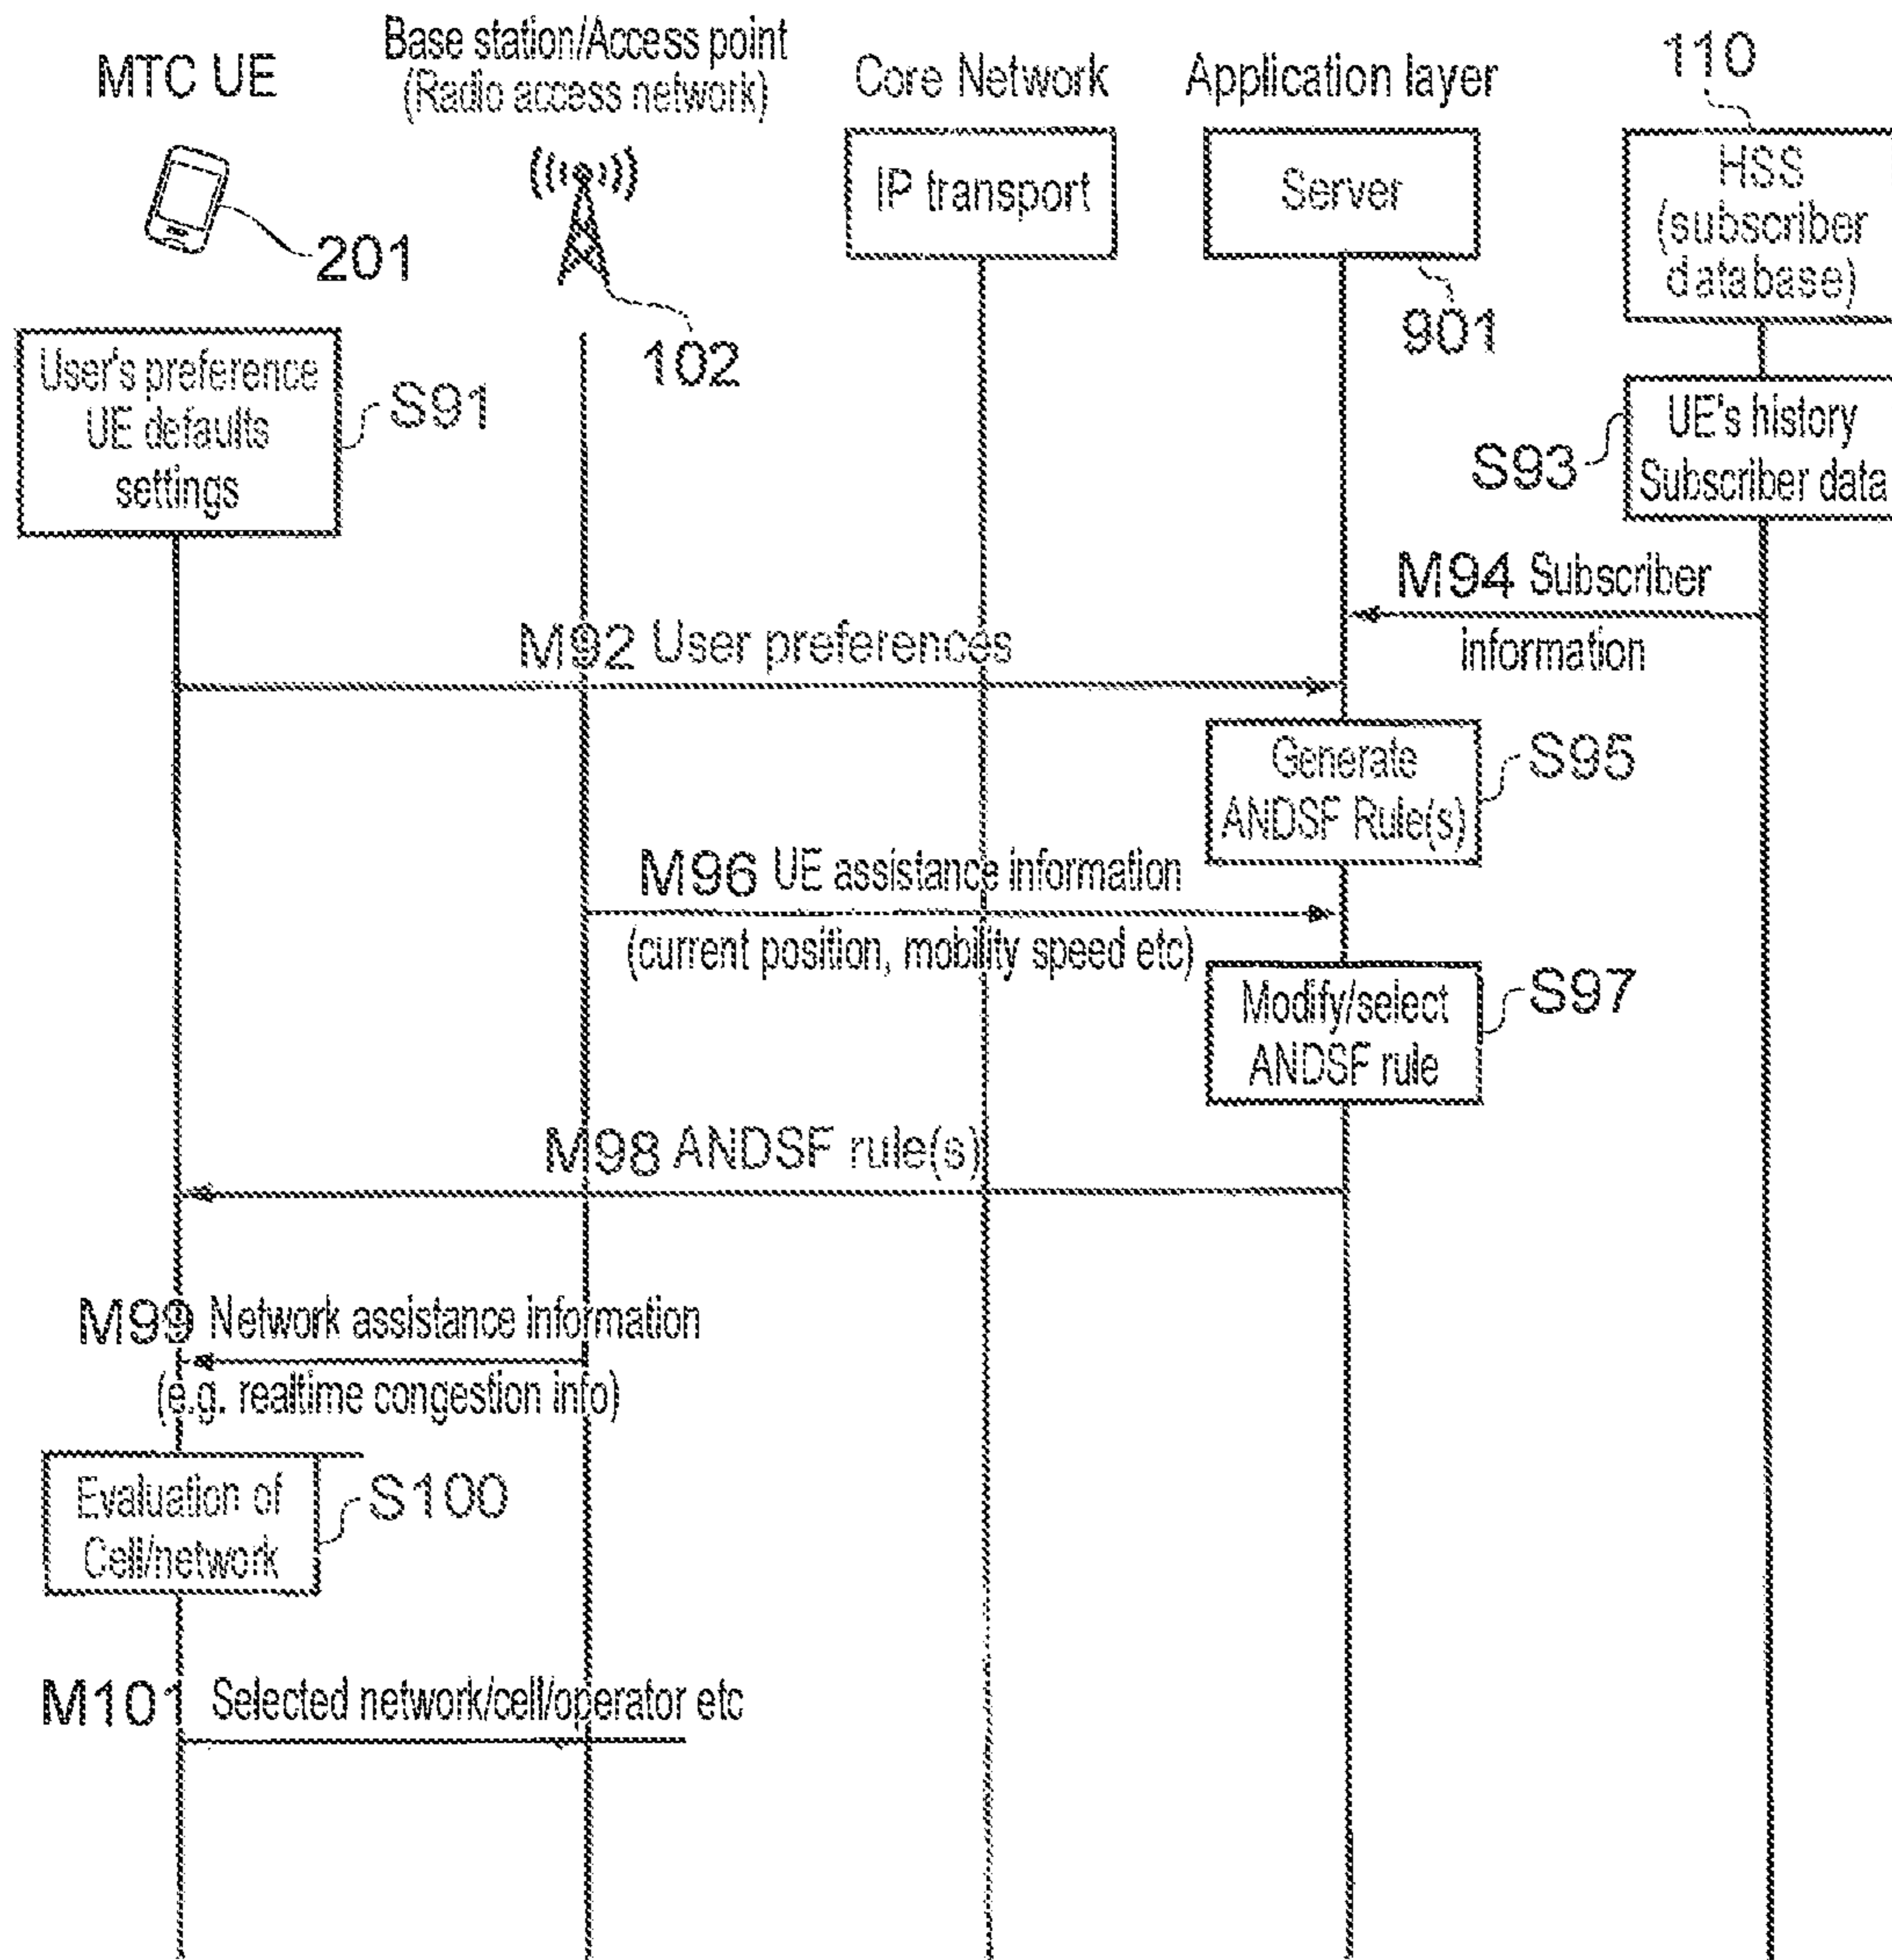 MTC UE
Base station/Access point
(Radio access network)
Core Network
Application layer
110
IP transport
Server
HSS
(subscriber
database)
201
102
901
User's preference
UE defaults
settings
S91
UE's history
Subscriber data
S93
M94 Subscriber
information
M92 User preferences
Generate
ANDSF Rule(s)
S95
M96 UE assistance information
(current position, mobility speed etc)
Modify/select
ANDSF rule
S97
M98 ANDSF rule(s)
M99 Network assistance information
(e.g. realtime congestion info)
Evaluation of
Cell/network
S100
M101 Selected network/cell/operator etc